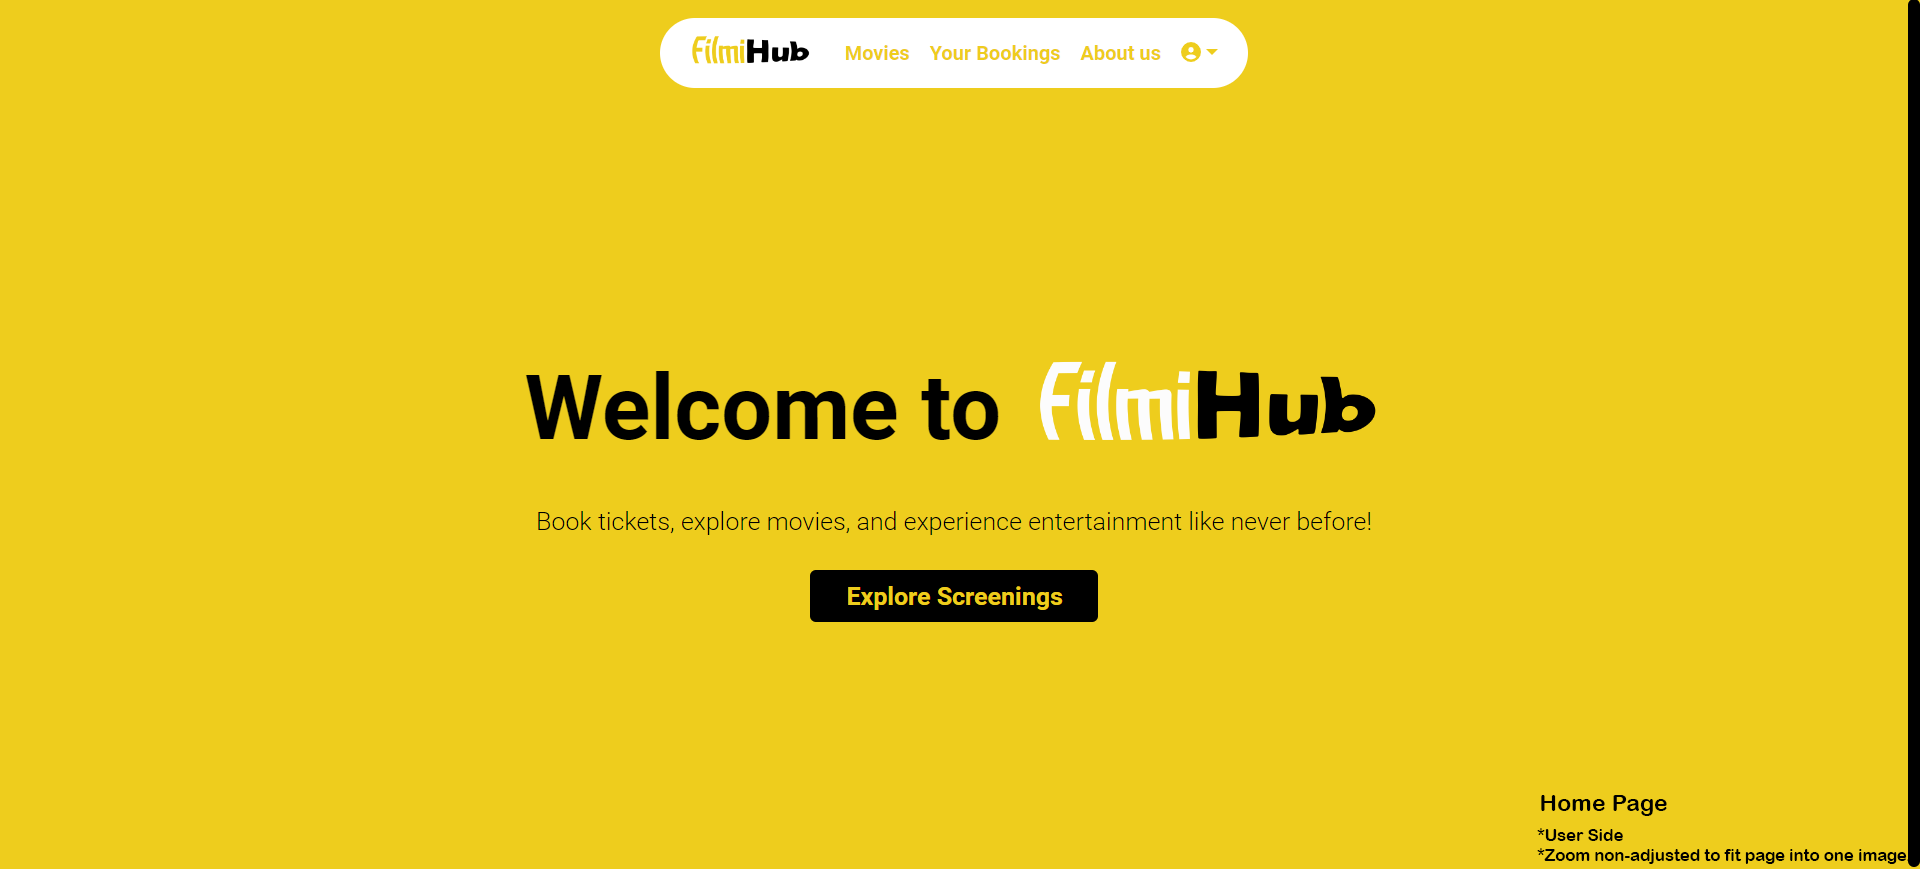 FilmiHub Movies Your Bookings About us
Welcome to FilmiHub
Book tickets, explore movies, and experience entertainment like never before!
Explore Screenings
Home Page
*User Side
*Zoom non-adjusted to fit page into one image